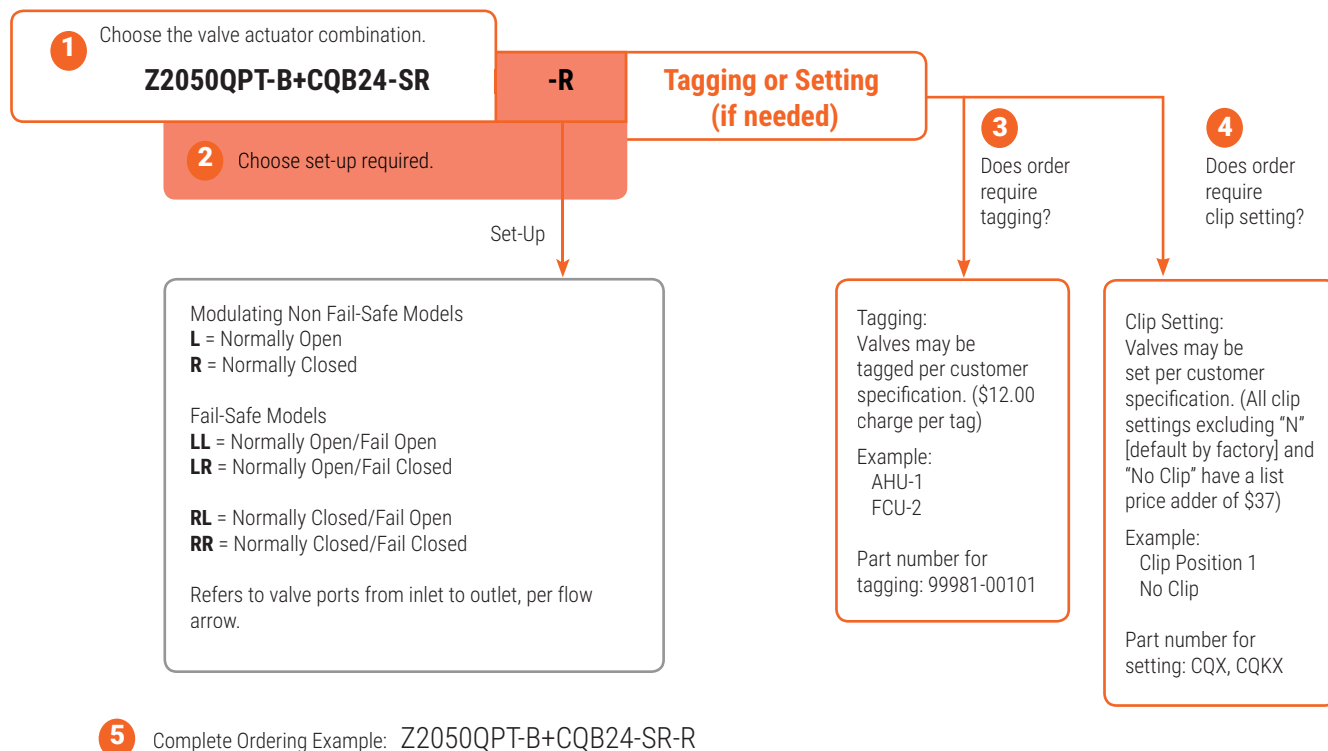 1
Choose the valve actuator combination.
Z2050QPT-B+CQB24-SR
-R
Tagging or Setting
(if needed)
2
Choose set-up required.
Set-Up
Modulating Non Fail-Safe Models
L = Normally Open
R = Normally Closed
Fail-Safe Models
LL = Normally Open/Fail Open
LR = Normally Open/Fail Closed
RL = Normally Closed/Fail Open
RR = Normally Closed/Fail Closed
Refers to valve ports from inlet to outlet, per flow
arrow.
3
Does order
require
tagging?
Tagging:
Valves may be
tagged per customer
specification. ($12.00
charge per tag)
Example:
AHU-1
FCU-2
Part number for
tagging: 99981-00101
4
Does order
require
clip setting?
Clip Setting:
Valves may be
set per customer
specification. (All clip
settings excluding “N”
[default by factory] and
“No Clip” have a list
price adder of $37)
Example:
Clip Position 1
No Clip
Part number for
setting: CQX, CQKX
5
Complete Ordering Example: Z2050QPT-B+CQB24-SR-R